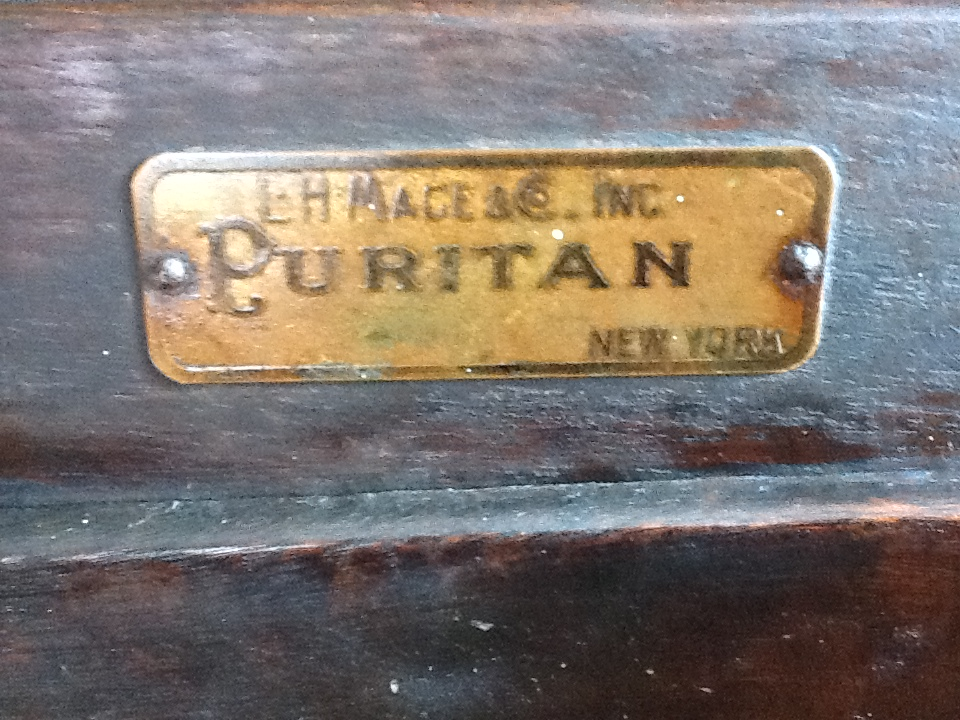 L·H·MACE & Co. INC.
PURITAN
NEW YORK